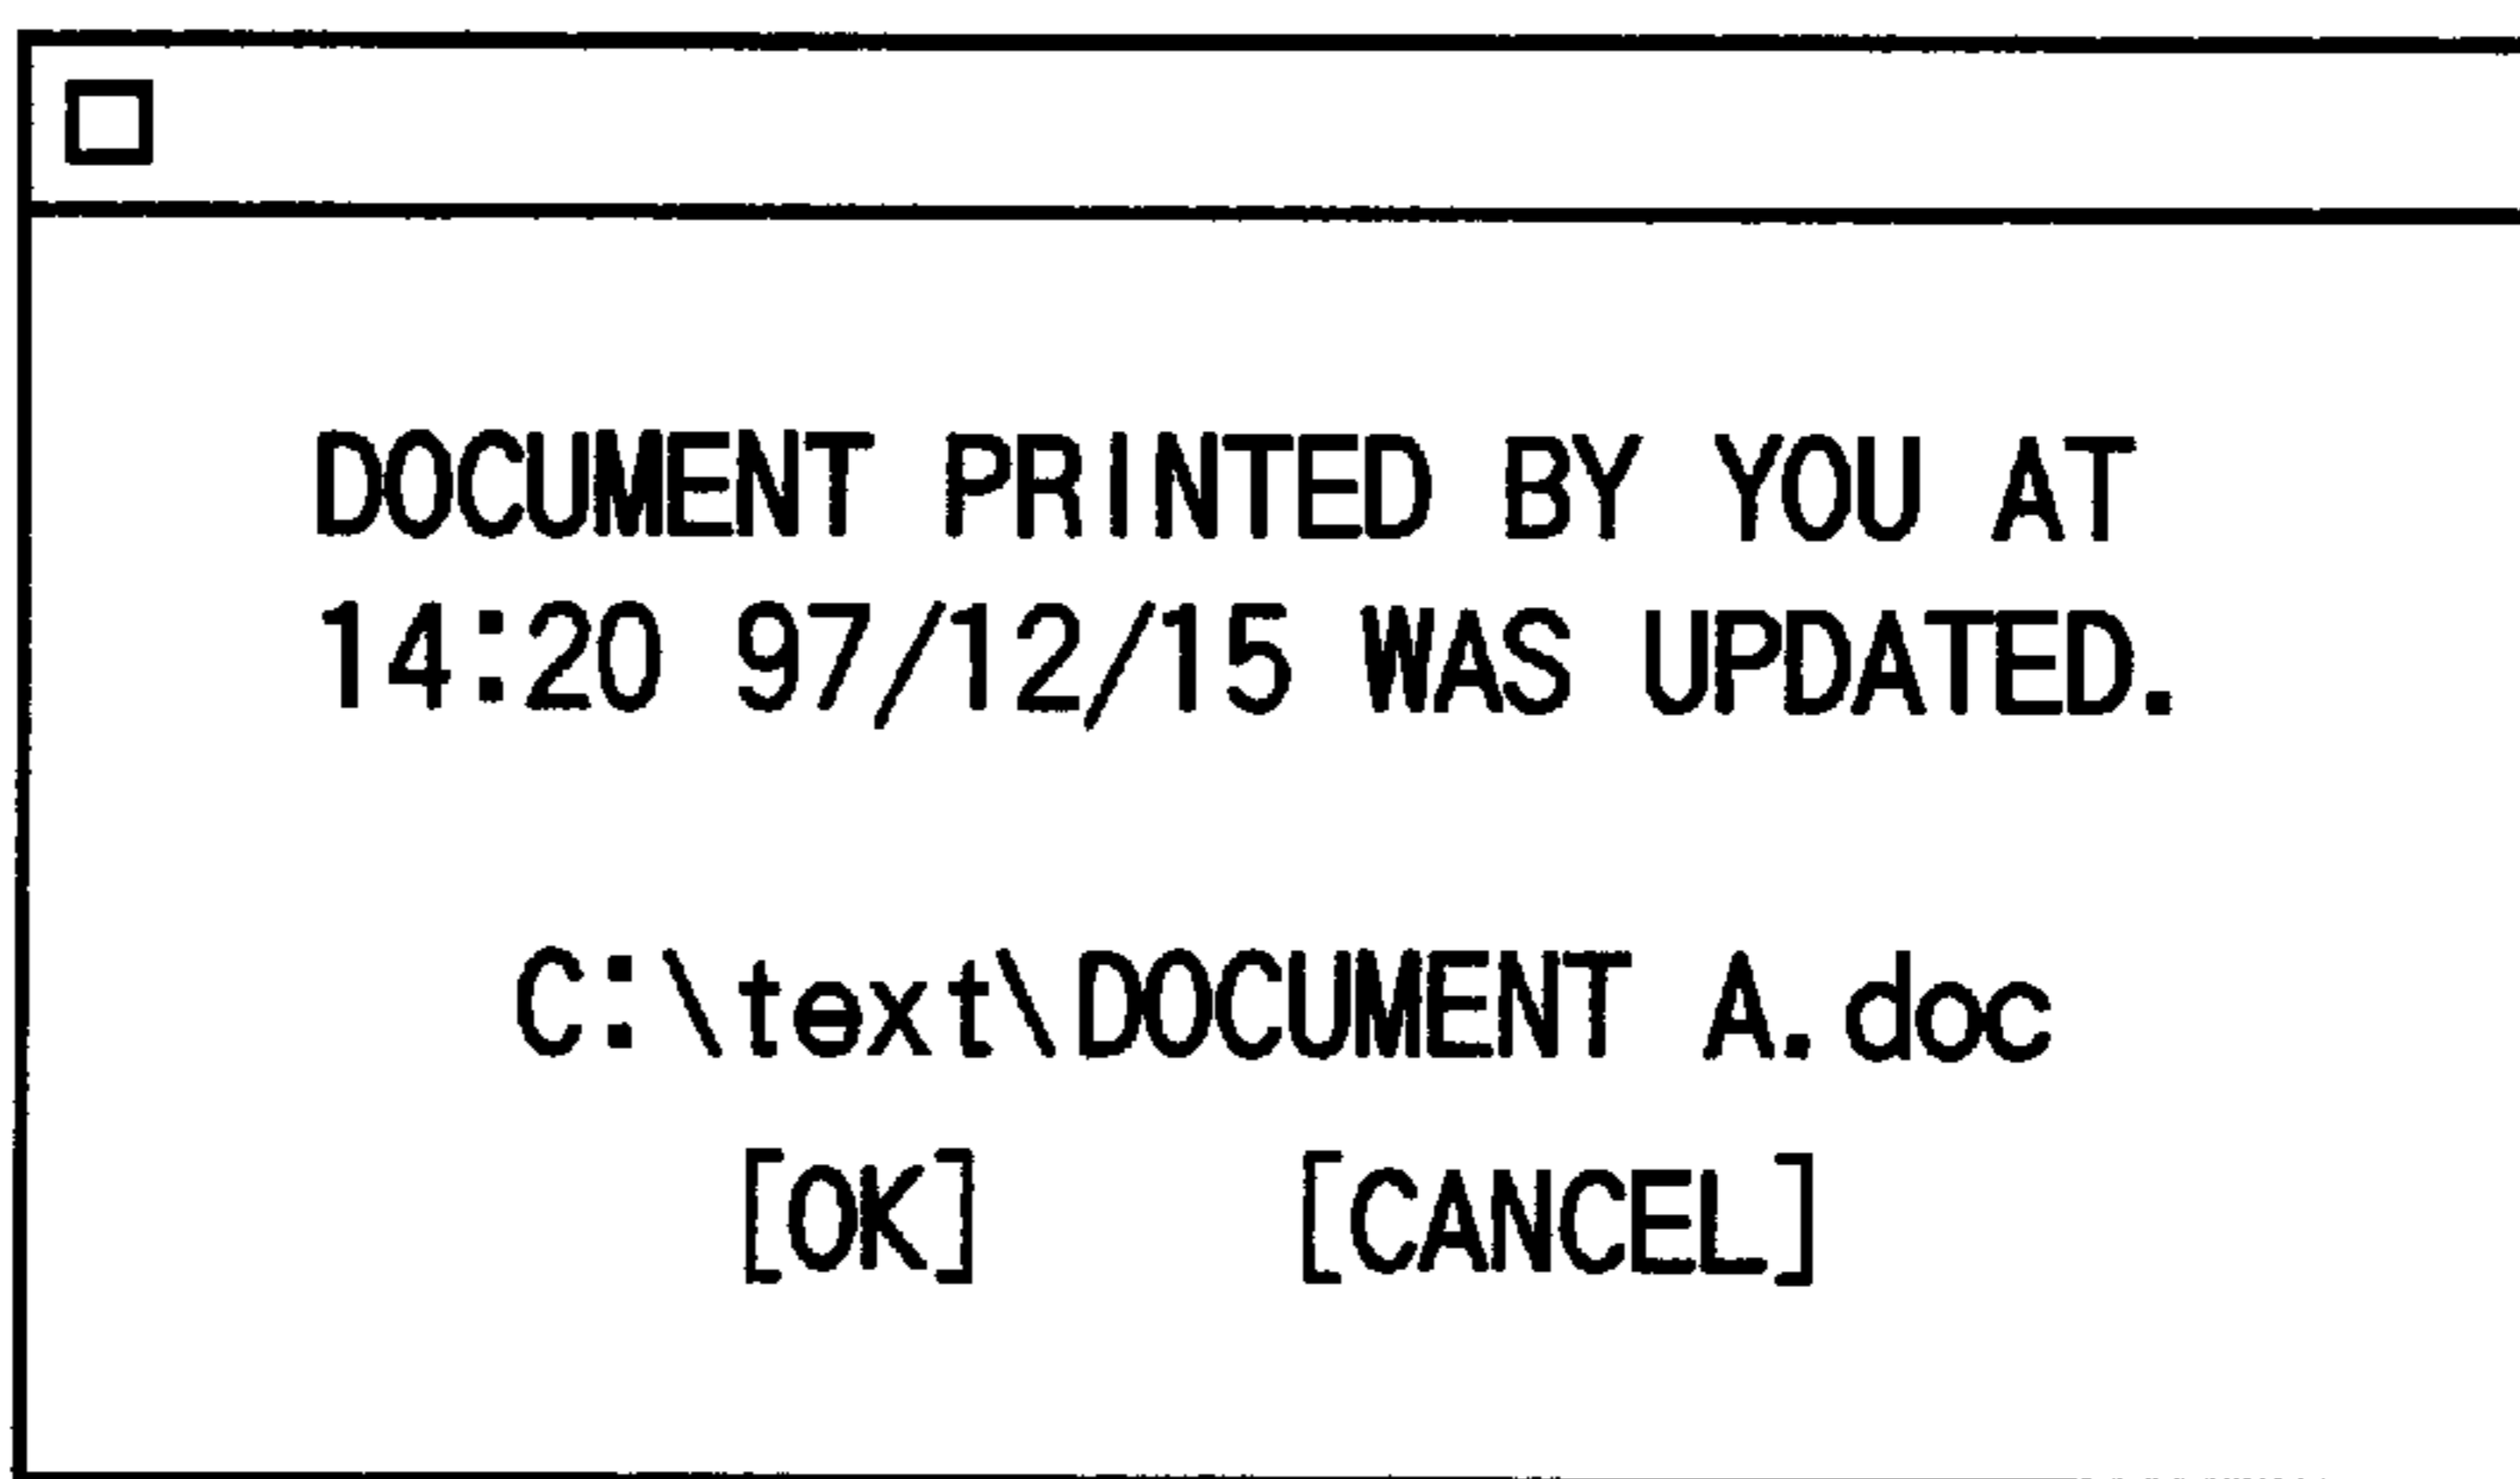 DOCUMENT PRINTED BY YOU AT
14:20 97/12/15 WAS UPDATED.
C:\text\DOCUMENT A.doc
[OK] [CANCEL]